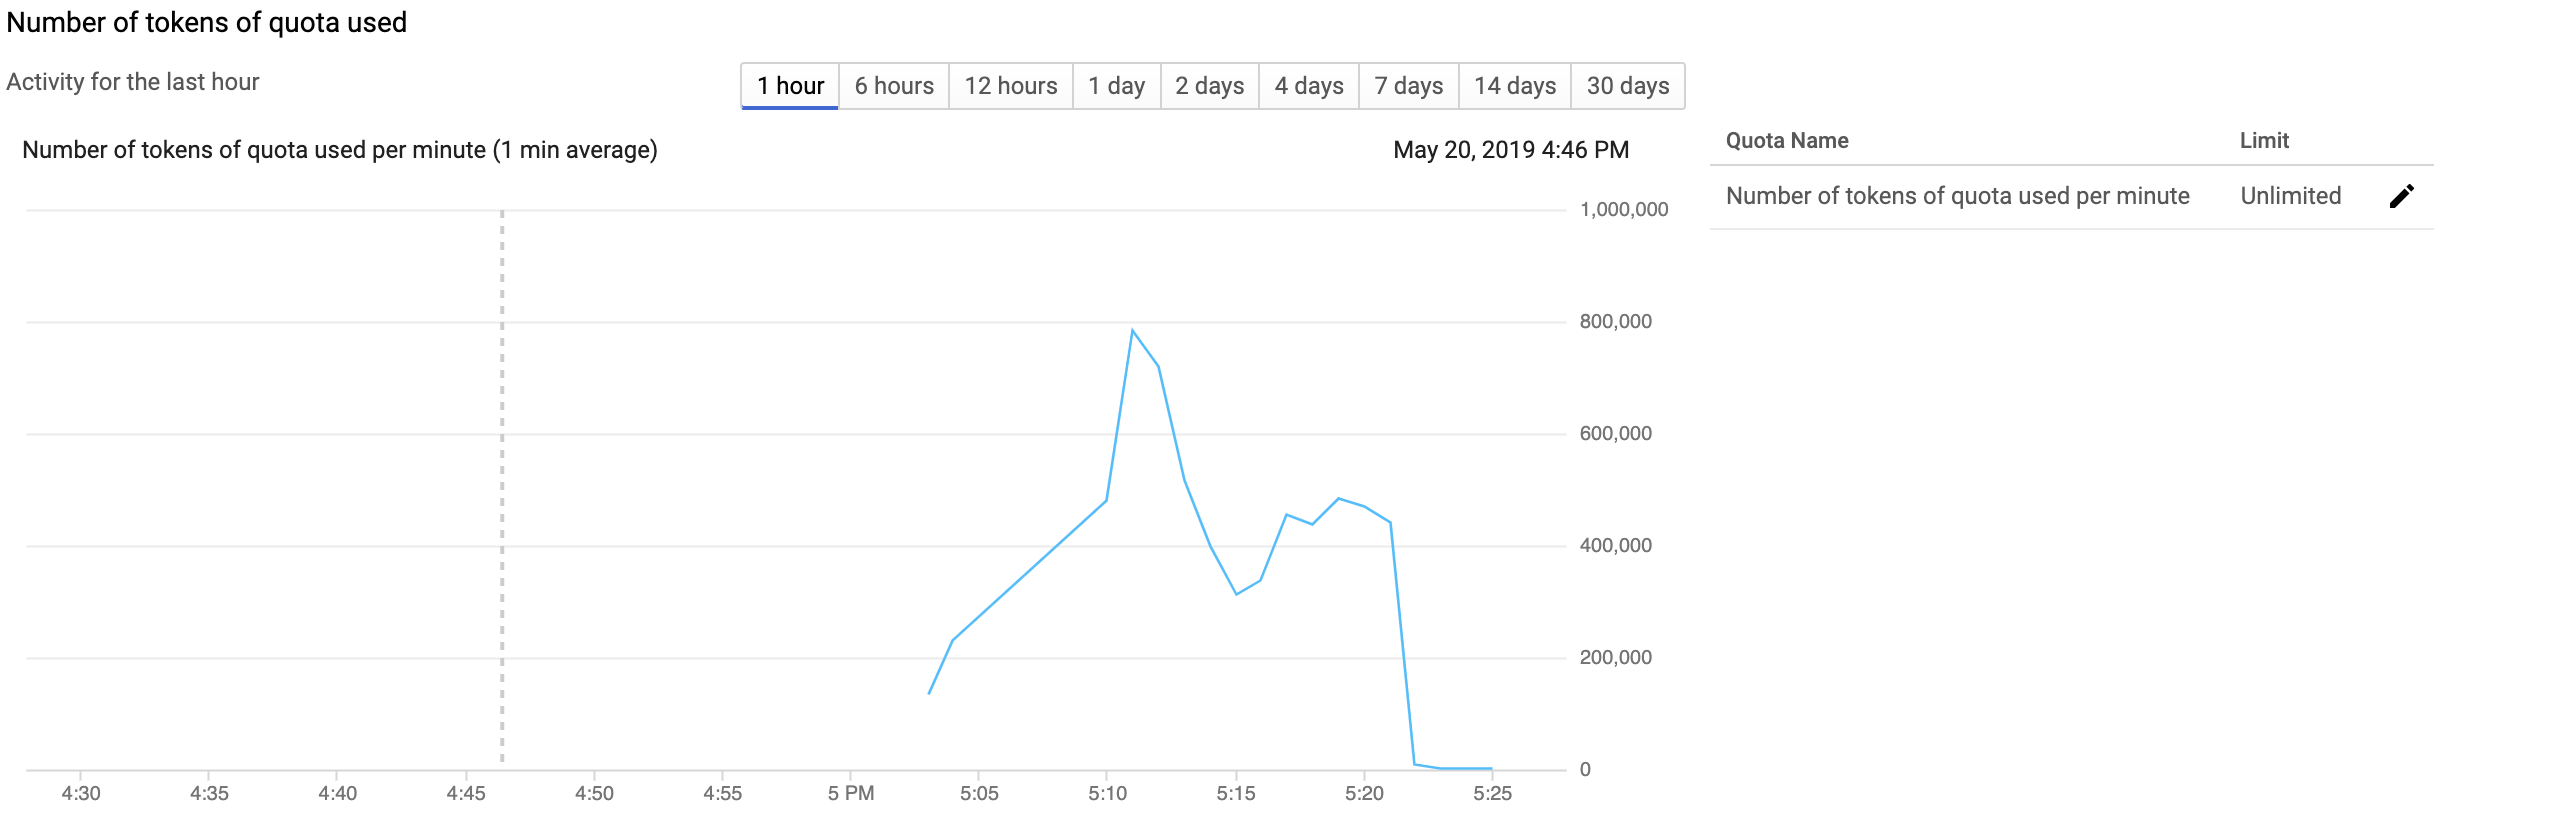 Number of tokens of quota used
Activity for the last hour
1 hour 6 hours 12 hours 1 day 2 days 4 days 7 days 14 days 30 days
Number of tokens of quota used per minute (1 min average) May 20, 2019 4:46 PM
1,000,000
800,000
600,000
400,000
200,000
0
4:30 4:35 4:40 4:45 4:50 4:55 5 PM 5:05 5:10 5:15 5:20 5:25
Quota Name Limit
Number of tokens of quota used per minute Unlimited